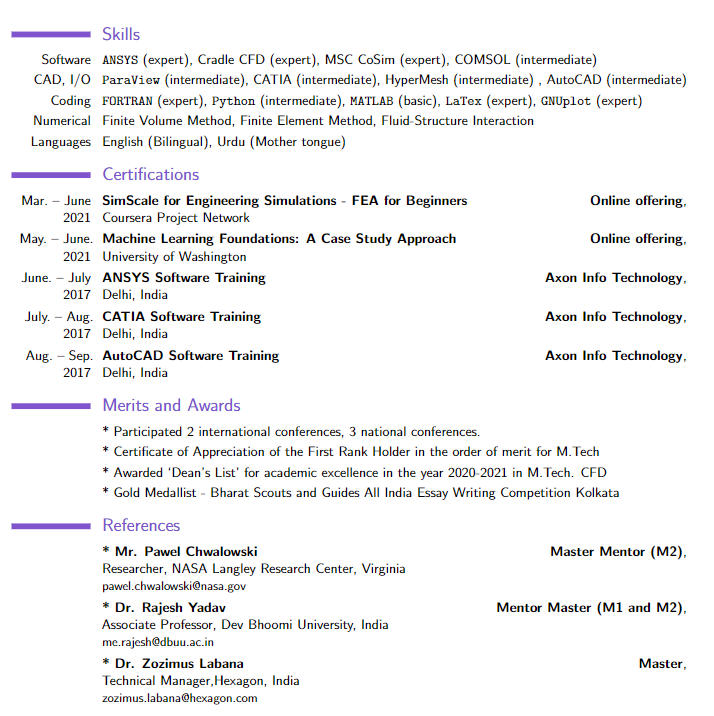 Skills
Software ANSYS (expert), Cradle CFD (expert), MSC CoSim (expert), COMSOL (intermediate)
CAD, I/O ParaView (intermediate), CATIA (intermediate), HyperMesh (intermediate) , AutoCAD (intermediate)
Coding FORTRAN (expert), Python (intermediate), MATLAB (basic), LaTex (expert), GNUplot (expert)
Numerical Finite Volume Method, Finite Element Method, Fluid-Structure Interaction
Languages English (Bilingual), Urdu (Mother tongue)
Certifications
Mar. – June SimScale for Engineering Simulations - FEA for Beginners Online offering,
2021 Coursera Project Network
May. – June. Machine Learning Foundations: A Case Study Approach Online offering,
2021 University of Washington
June. – July ANSYS Software Training Axon Info Technology,
2017 Delhi, India
July. – Aug. CATIA Software Training Axon Info Technology,
2017 Delhi, India
Aug. – Sep. AutoCAD Software Training Axon Info Technology,
2017 Delhi, India
Merits and Awards
* Participated 2 international conferences, 3 national conferences.
* Certificate of Appreciation of the First Rank Holder in the order of merit for M.Tech
* Awarded ‘Dean’s List’ for academic excellence in the year 2020-2021 in M.Tech. CFD
* Gold Medallist - Bharat Scouts and Guides All India Essay Writing Competition Kolkata
References
* Mr. Pawel Chwalowski Master Mentor (M2),
Researcher, NASA Langley Research Center, Virginia
pawel.chwalowski@nasa.gov
* Dr. Rajesh Yadav Mentor Master (M1 and M2),
Associate Professor, Dev Bhoomi University, India
me.rajesh@dbuu.ac.in
* Dr. Zozimus Labana Master,
Technical Manager,Hexagon, India
zozimus.labana@hexagon.com